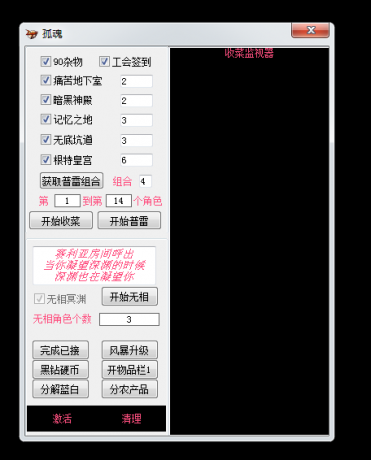 孤魂
90杂物 工会签到
痛苦地下室 2
暗黑神殿 2
记忆之地 3
无底坑道 3
根特皇宫 6
获取普雷组合 组合 4
第 1 到第 14 个角色
开始收菜 开始普雷
赛利亚房间呼出
当你凝望深渊的时候
深渊也在凝望你
无相冥渊 开始无相
无相角色个数 3
完成已接 风暴升级
黑钻硬币 开物品栏1
分解蓝白 分农产品
激活 清理
收菜监视器